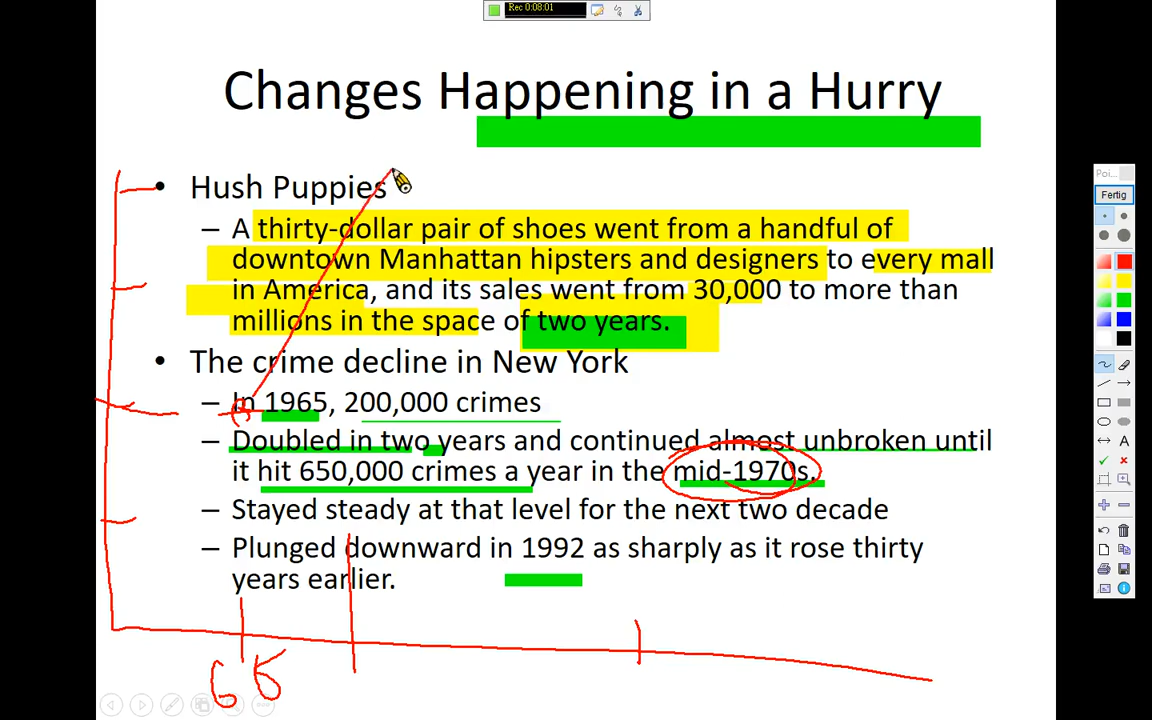 Rec 0:08:01
Changes Happening in a Hurry
• Hush Puppies
– A thirty-dollar pair of shoes went from a handful of
downtown Manhattan hipsters and designers to every mall
in America, and its sales went from 30,000 to more than
millions in the space of two years.
• The crime decline in New York
– In 1965, 200,000 crimes
– Doubled in two years and continued almost unbroken until
it hit 650,000 crimes a year in the mid-1970s.
– Stayed steady at that level for the next two decade
– Plunged downward in 1992 as sharply as it rose thirty
years earlier.
65
Poi...
Fertig
A